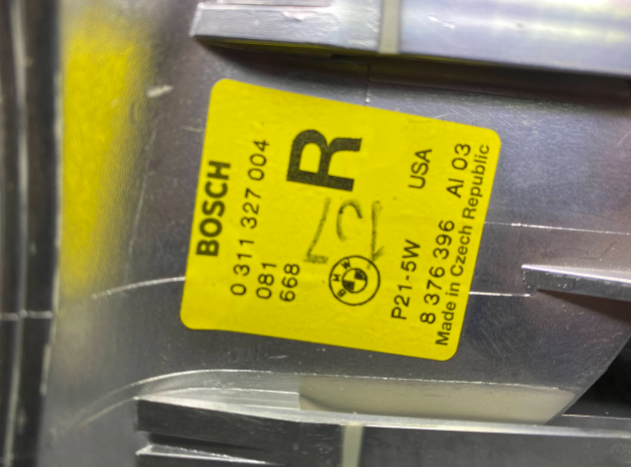 BOSCH
0 311 327 004
081
668
R
BMW
P21-5W USA
8 376 396 AI 03
Made in Czech Republic